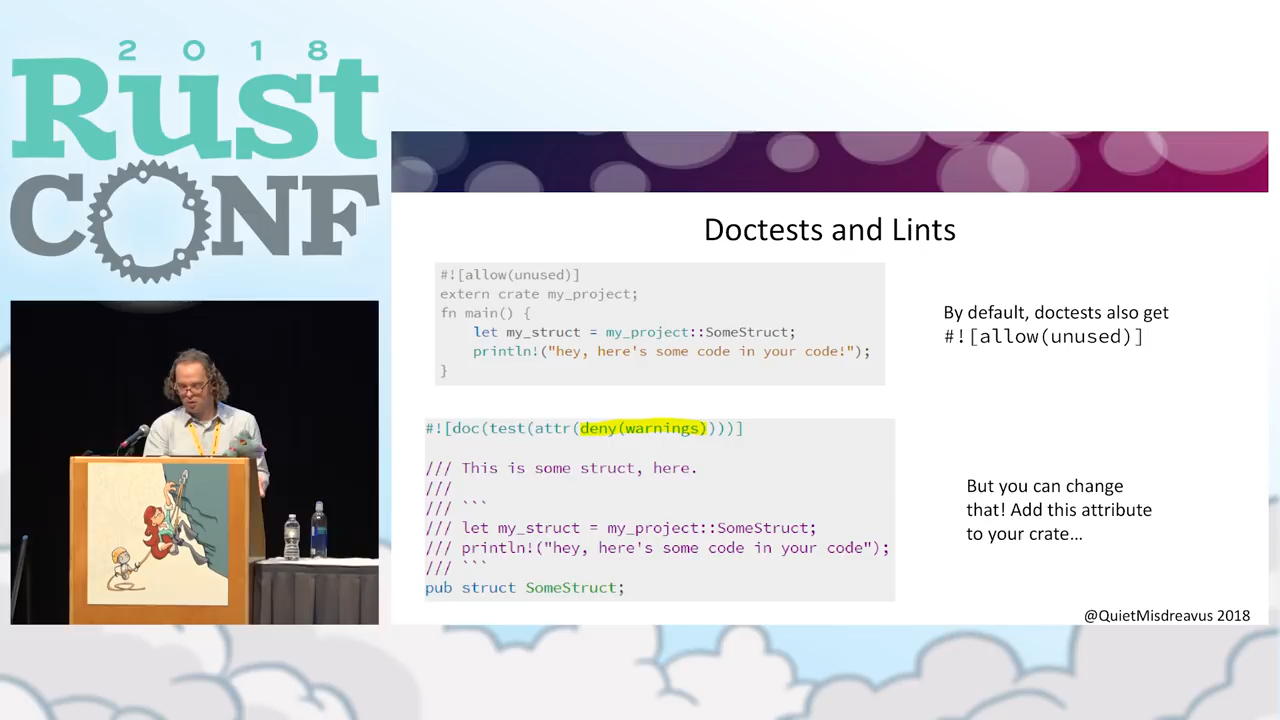 2018
Rust
CONF
Doctests and Lints
#![allow(unused)]
extern crate my_project;
fn main() {
    let my_struct = my_project::SomeStruct;
    println!("hey, here's some code in your code!");
}
By default, doctests also get
#![allow(unused)]
#![doc(test(attr(deny(warnings))))]
/// This is some struct, here.
///
/// ```
/// let my_struct = my_project::SomeStruct;
/// println!("hey, here's some code in your code");
/// ```
pub struct SomeStruct;
But you can change
that! Add this attribute
to your crate…
@QuietMisdreavus 2018